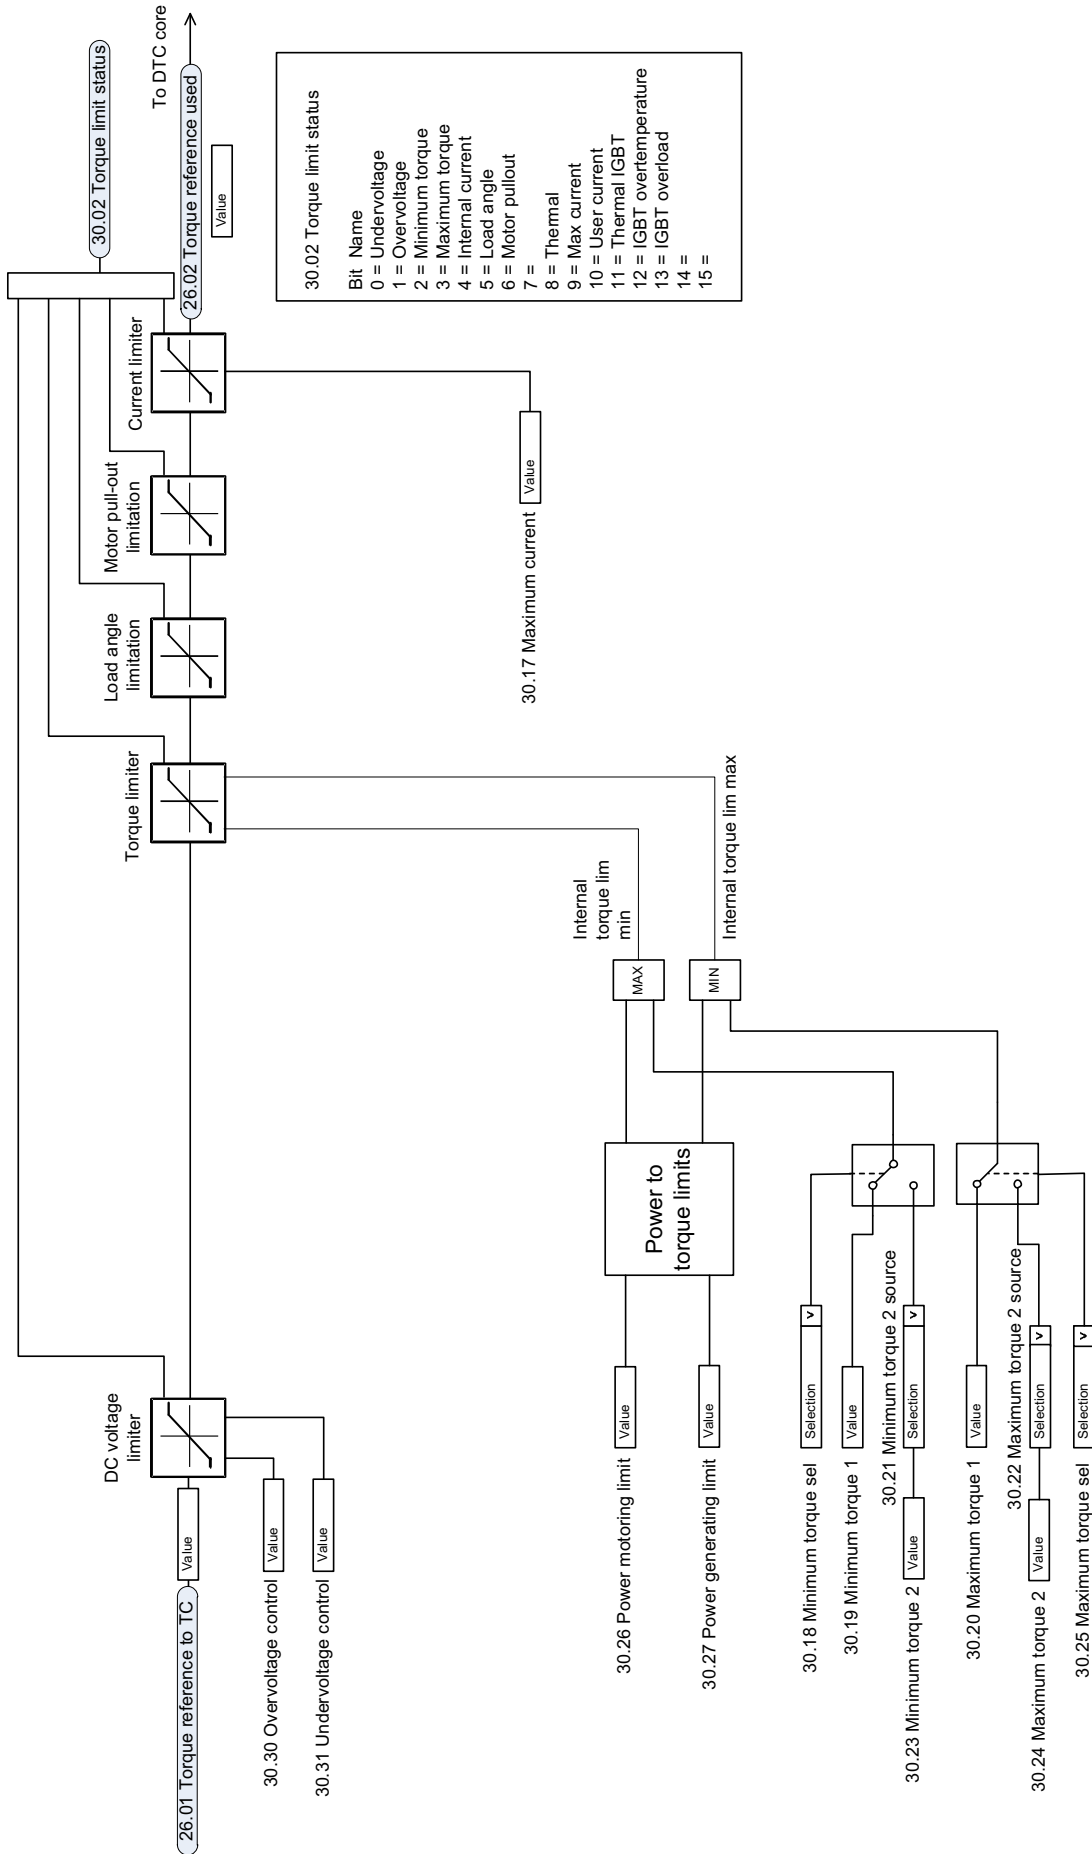 26.01 Torque reference to TC
Value
30.30 Overvoltage control
Value
30.31 Undervoltage control
Value
DC voltage
limiter
Torque limiter
Load angle
limitation
Motor pull-out
limitation
Current limiter
30.02 Torque limit status
26.02 Torque reference used
To DTC core
Value
30.17 Maximum current
Value
30.02 Torque limit status
Bit Name
0 = Undervoltage
1 = Overvoltage
2 = Minimum torque
3 = Maximum torque
4 = Internal current
5 = Load angle
6 = Motor pullout
7 =
8 = Thermal
9 = Max current
10 = User current
11 = Thermal IGBT
12 = IGBT overtemperature
13 = IGBT overload
14 =
15 =
30.26 Power motoring limit
Value
30.27 Power generating limit
Value
Power to
torque limits
MAX
MIN
Internal
torque lim
min
Internal torque lim max
30.18 Minimum torque sel
Selection
v
30.19 Minimum torque 1
Value
30.21 Minimum torque 2 source
30.23 Minimum torque 2
Value
Selection
v
30.20 Maximum torque 1
Value
30.22 Maximum torque 2 source
30.24 Maximum torque 2
Value
Selection
v
30.25 Maximum torque sel
Selection
v